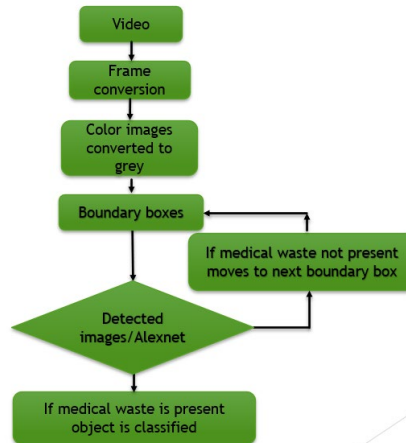 Video
Frame
conversion
Color images
converted to
grey
Boundary boxes
If medical waste not present
moves to next boundary box
Detected
images/Alexnet
If medical waste is present
object is classified